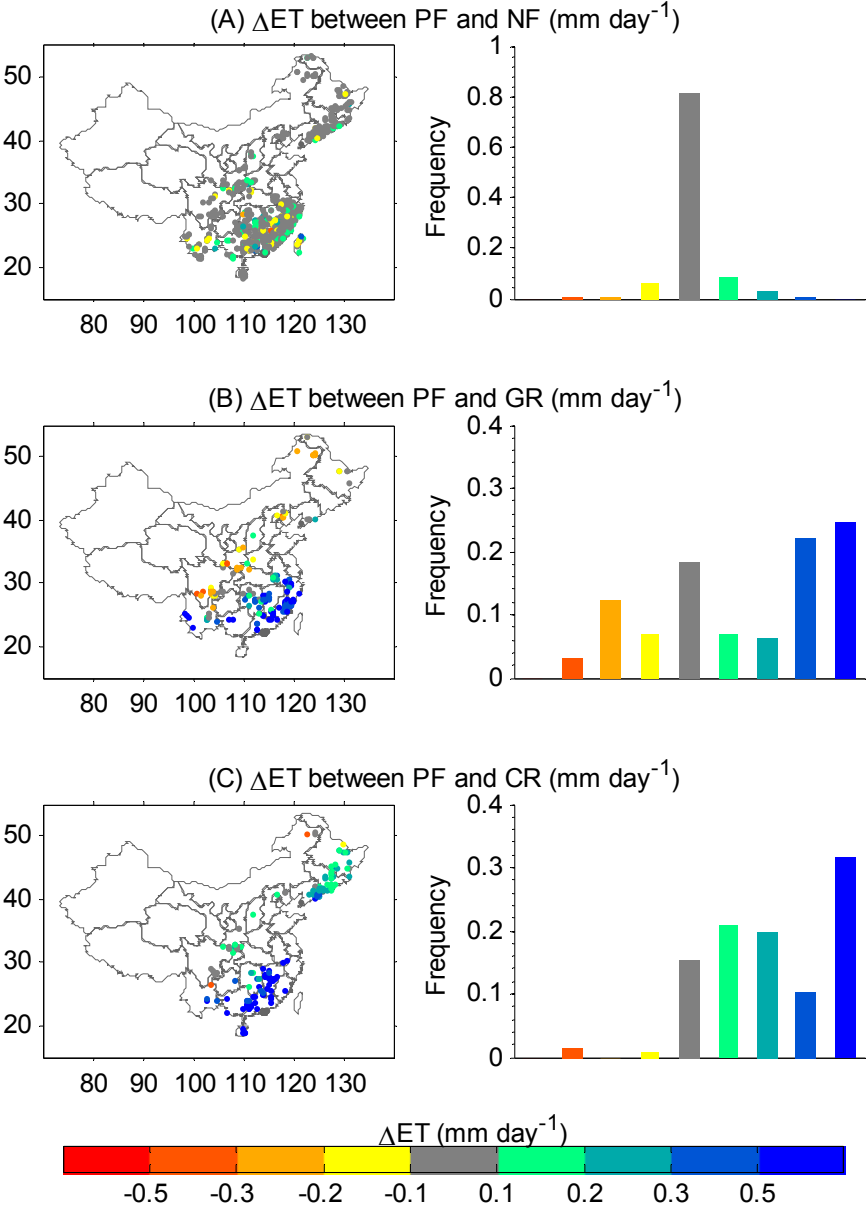 (A) ΔET between PF and NF (mm day⁻¹)
50
40
30
20
80 90 100 110 120 130
Frequency
1
0.8
0.6
0.4
0.2
0
(B) ΔET between PF and GR (mm day⁻¹)
50
40
30
20
80 90 100 110 120 130
Frequency
0.4
0.3
0.2
0.1
0
(C) ΔET between PF and CR (mm day⁻¹)
50
40
30
20
80 90 100 110 120 130
Frequency
0.4
0.3
0.2
0.1
0
ΔET (mm day⁻¹)
-0.5 -0.3 -0.2 -0.1 0.1 0.2 0.3 0.5